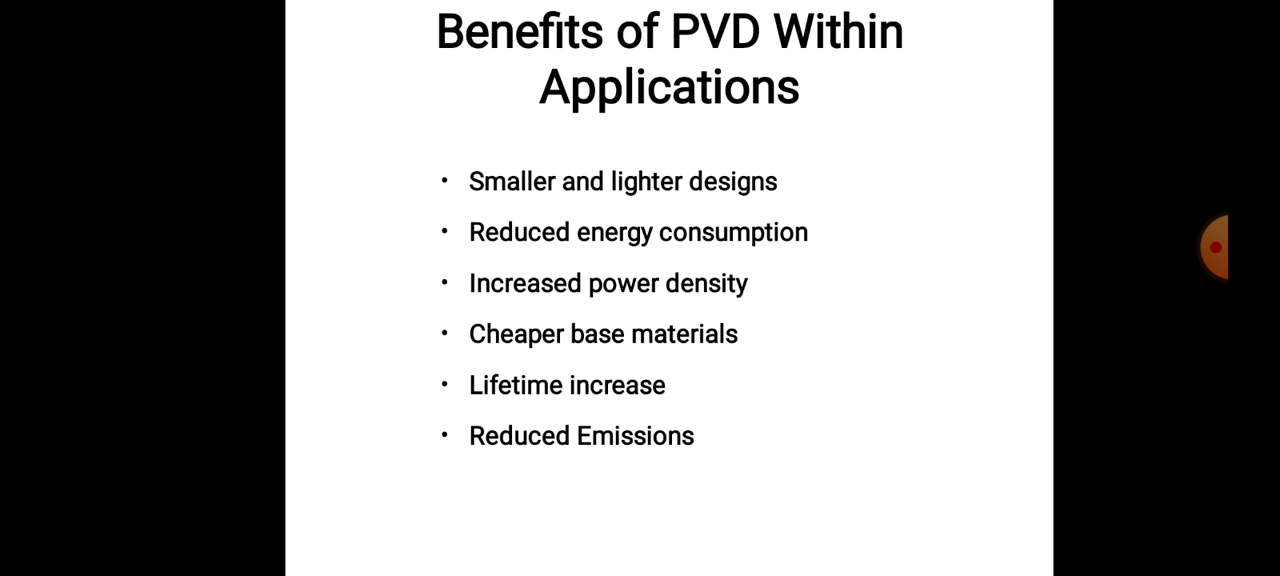 Benefits of PVD Within
Applications
• Smaller and lighter designs
• Reduced energy consumption
• Increased power density
• Cheaper base materials
• Lifetime increase
• Reduced Emissions